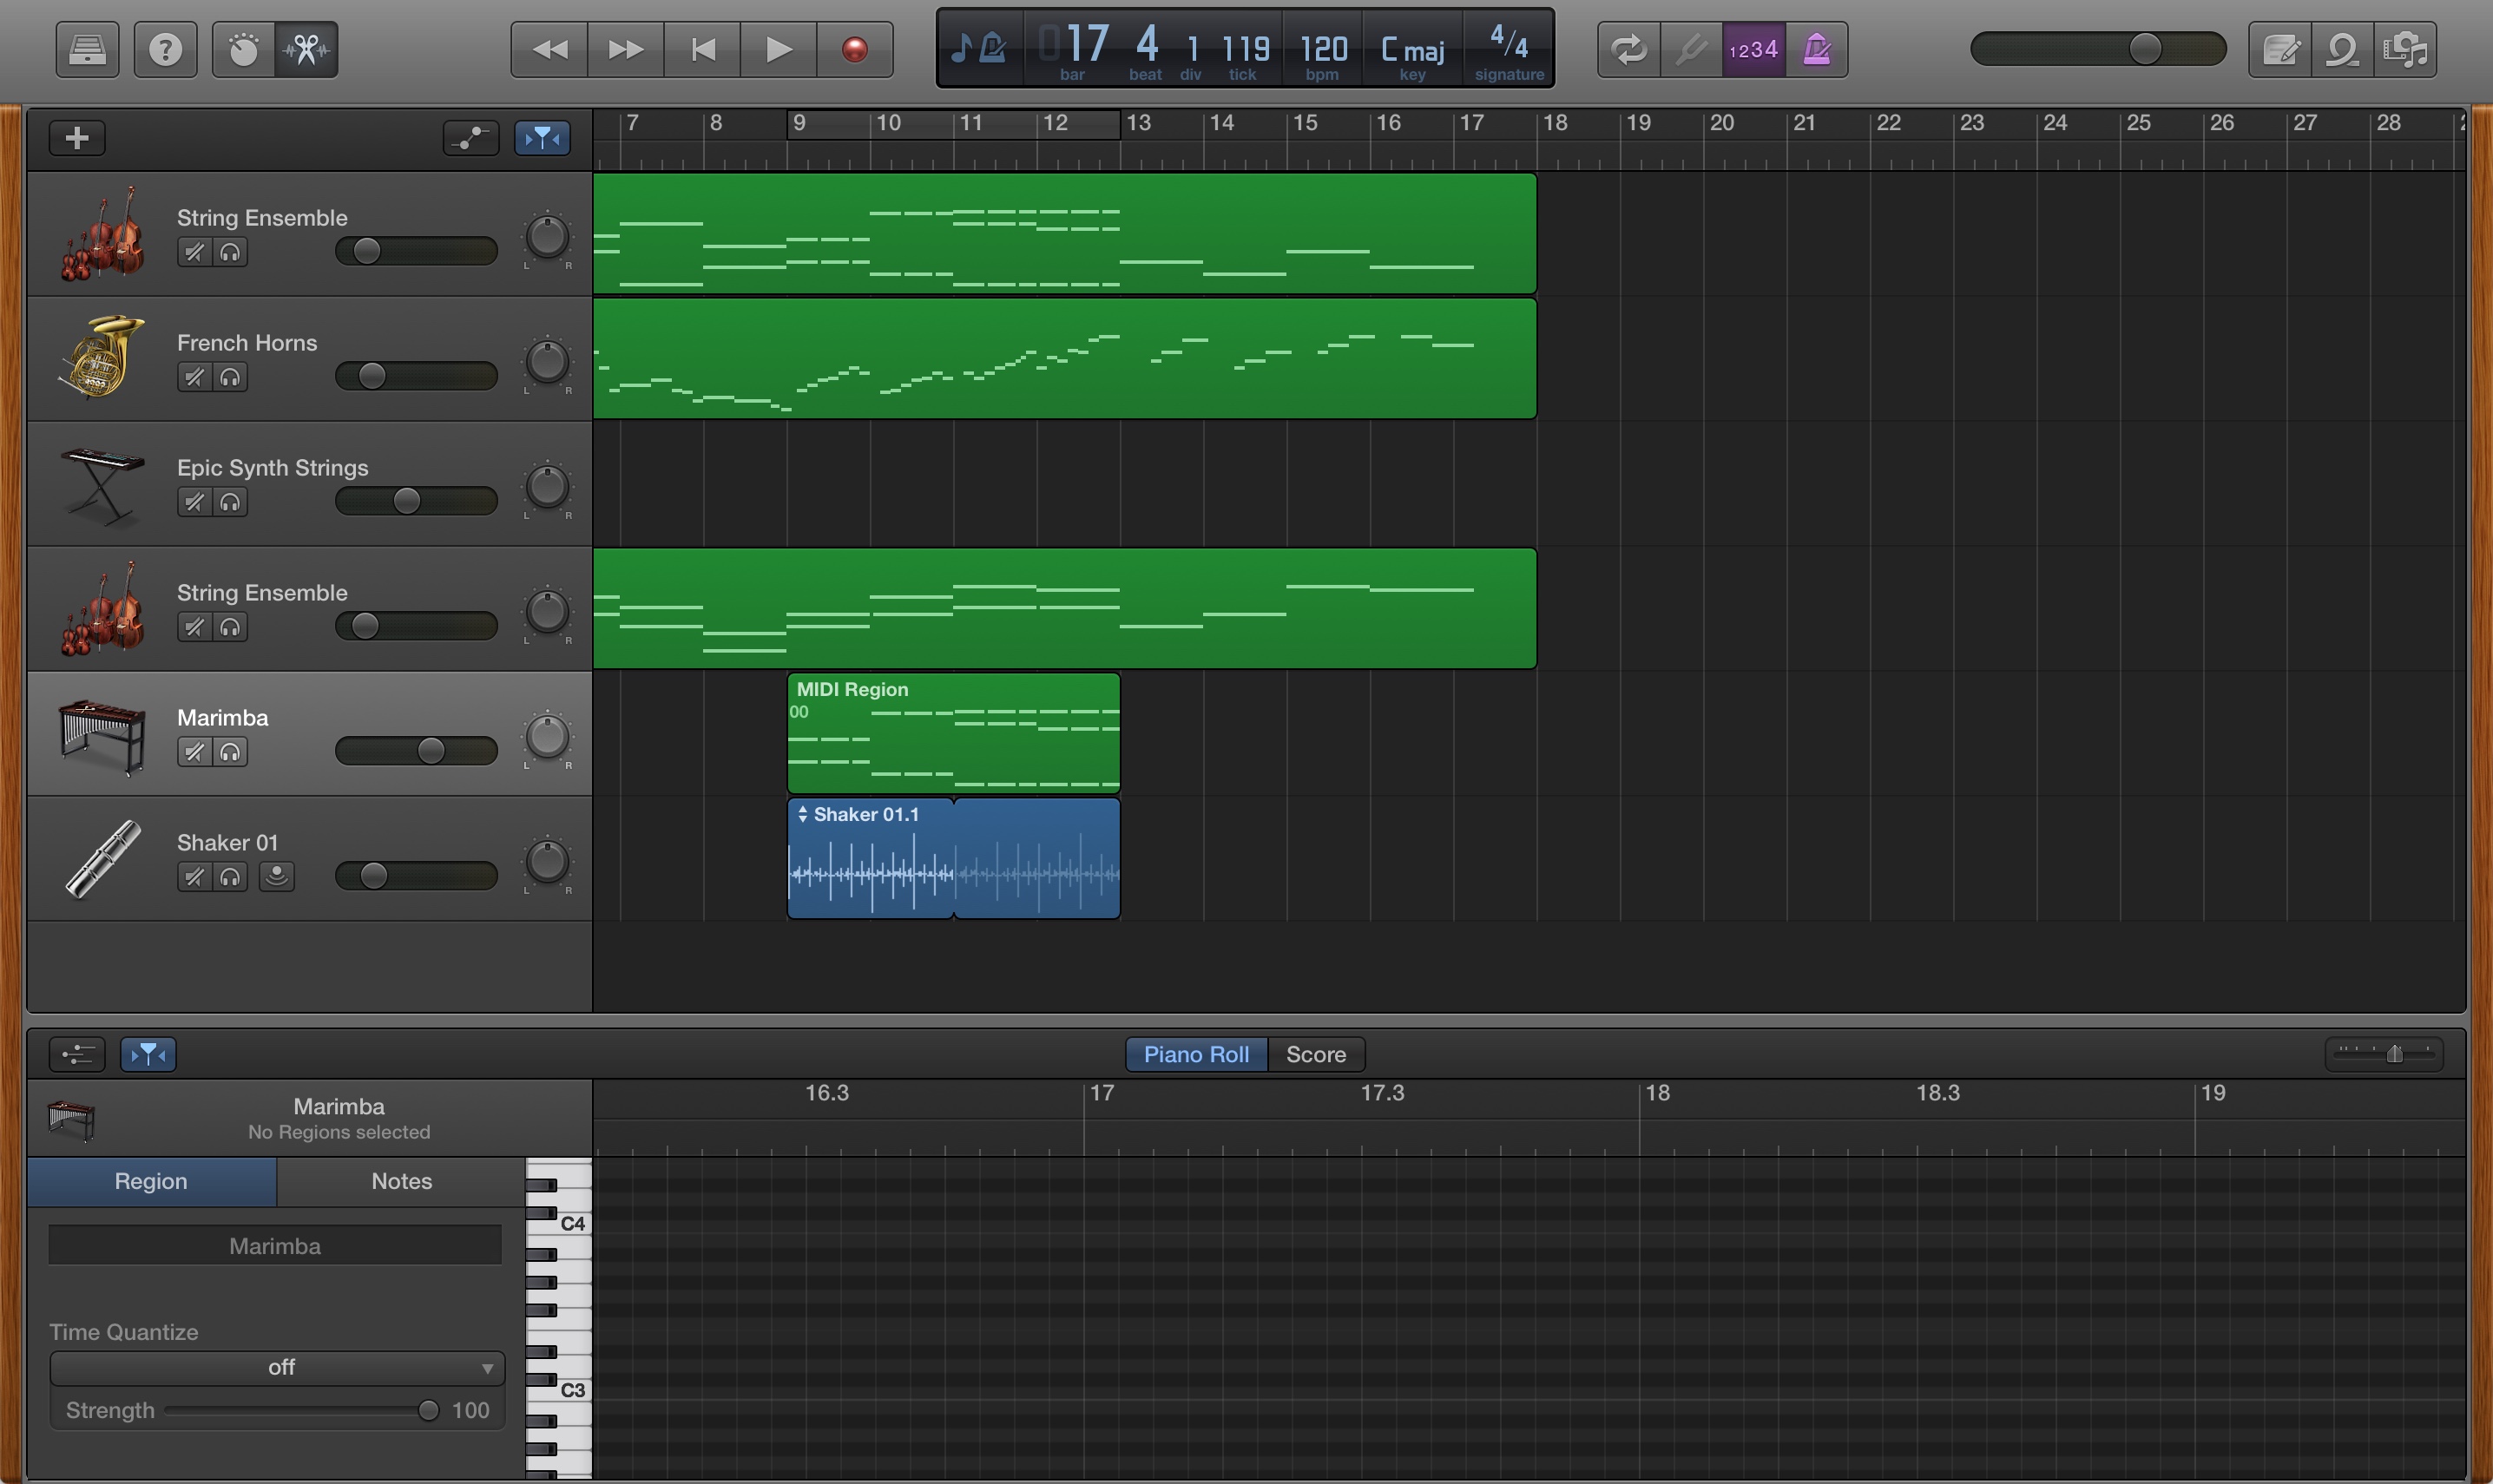 17 4 1 119 120 C maj 4/4
bar beat div tick bpm key signature
1234
7 8 9 10 11 12 13 14 15 16 17 18 19 20 21 22 23 24 25 26 27 28
String Ensemble
L R
French Horns
L R
Epic Synth Strings
L R
String Ensemble
L R
MIDI Region
00
Marimba
L R
Shaker 01.1
Shaker 01
L R
Piano Roll Score
16.3 17 17.3 18 18.3 19
Marimba
No Regions selected
Region Notes
C4
Marimba
Time Quantize
off
C3
Strength 100